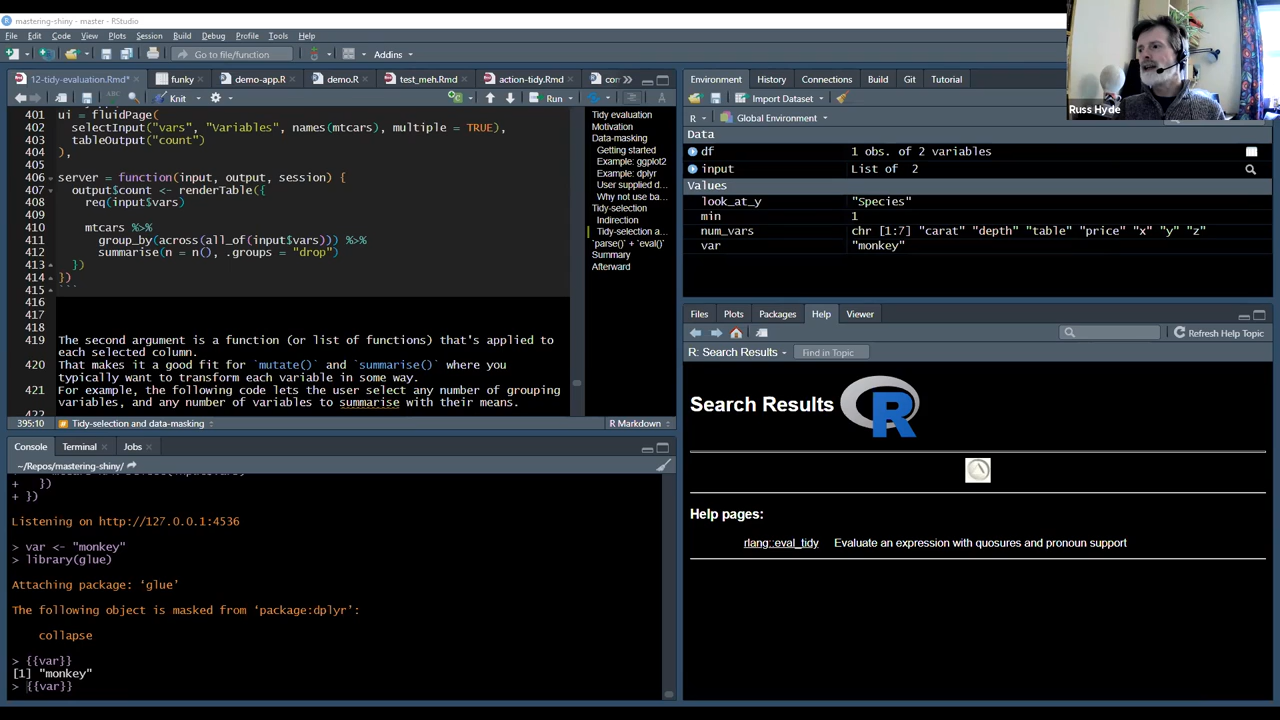 mastering-shiny - master - RStudio
File Edit Code View Plots Session Build Debug Profile Tools Help
Go to file/function Addins
12-tidy-evaluation.Rmd* funky demo-app.R demo.R test_meh.Rmd action-tidy.Rmd con
Knit Run
401 ui = fluidPage(
402 selectInput("vars", "Variables", names(mtcars), multiple = TRUE),
403 tableOutput("count")
404 ),
405
406 server = function(input, output, session) {
407 output$count <- renderTable({
408 req(input$vars)
409
410 mtcars %>%
411 group_by(across(all_of(input$vars))) %>%
412 summarise(n = n(), .groups = "drop")
413 })
414 })
415 ```
416
417
418
419 The second argument is a function (or list of functions) that's applied to
each selected column.
420 That makes it a good fit for `mutate()` and `summarise()` where you
typically want to transform each variable in some way.
421 For example, the following code lets the user select any number of grouping
variables, and any number of variables to summarise with their means.
422
395:10 Tidy-selection and data-masking R Markdown
Tidy evaluation
Motivation
Data-masking
Getting started
Example: ggplot2
Example: dplyr
User supplied d...
Why not use ba...
Tidy-selection
Indirection
Tidy-selection a...
`parse()` + `eval()`
Summary
Afterward
Console Terminal Jobs
~/Repos/mastering-shiny/
+ })
+ })
Listening on http://127.0.0.1:4536
> var <- "monkey"
> library(glue)
Attaching package: ‘glue’
The following object is masked from ‘package:dplyr’:
collapse
> {{var}}
[1] "monkey"
> {{var}}
Russ Hyde
Environment History Connections Build Git Tutorial
Import Dataset
R Global Environment
Data
df 1 obs. of 2 variables
input List of 2
Values
look_at_y "Species"
min 1
num_vars chr [1:7] "carat" "depth" "table" "price" "x" "y" "z"
var "monkey"
Files Plots Packages Help Viewer
Refresh Help Topic
R: Search Results Find in Topic
Search Results R
Help pages:
rlang::eval_tidy Evaluate an expression with quosures and pronoun support